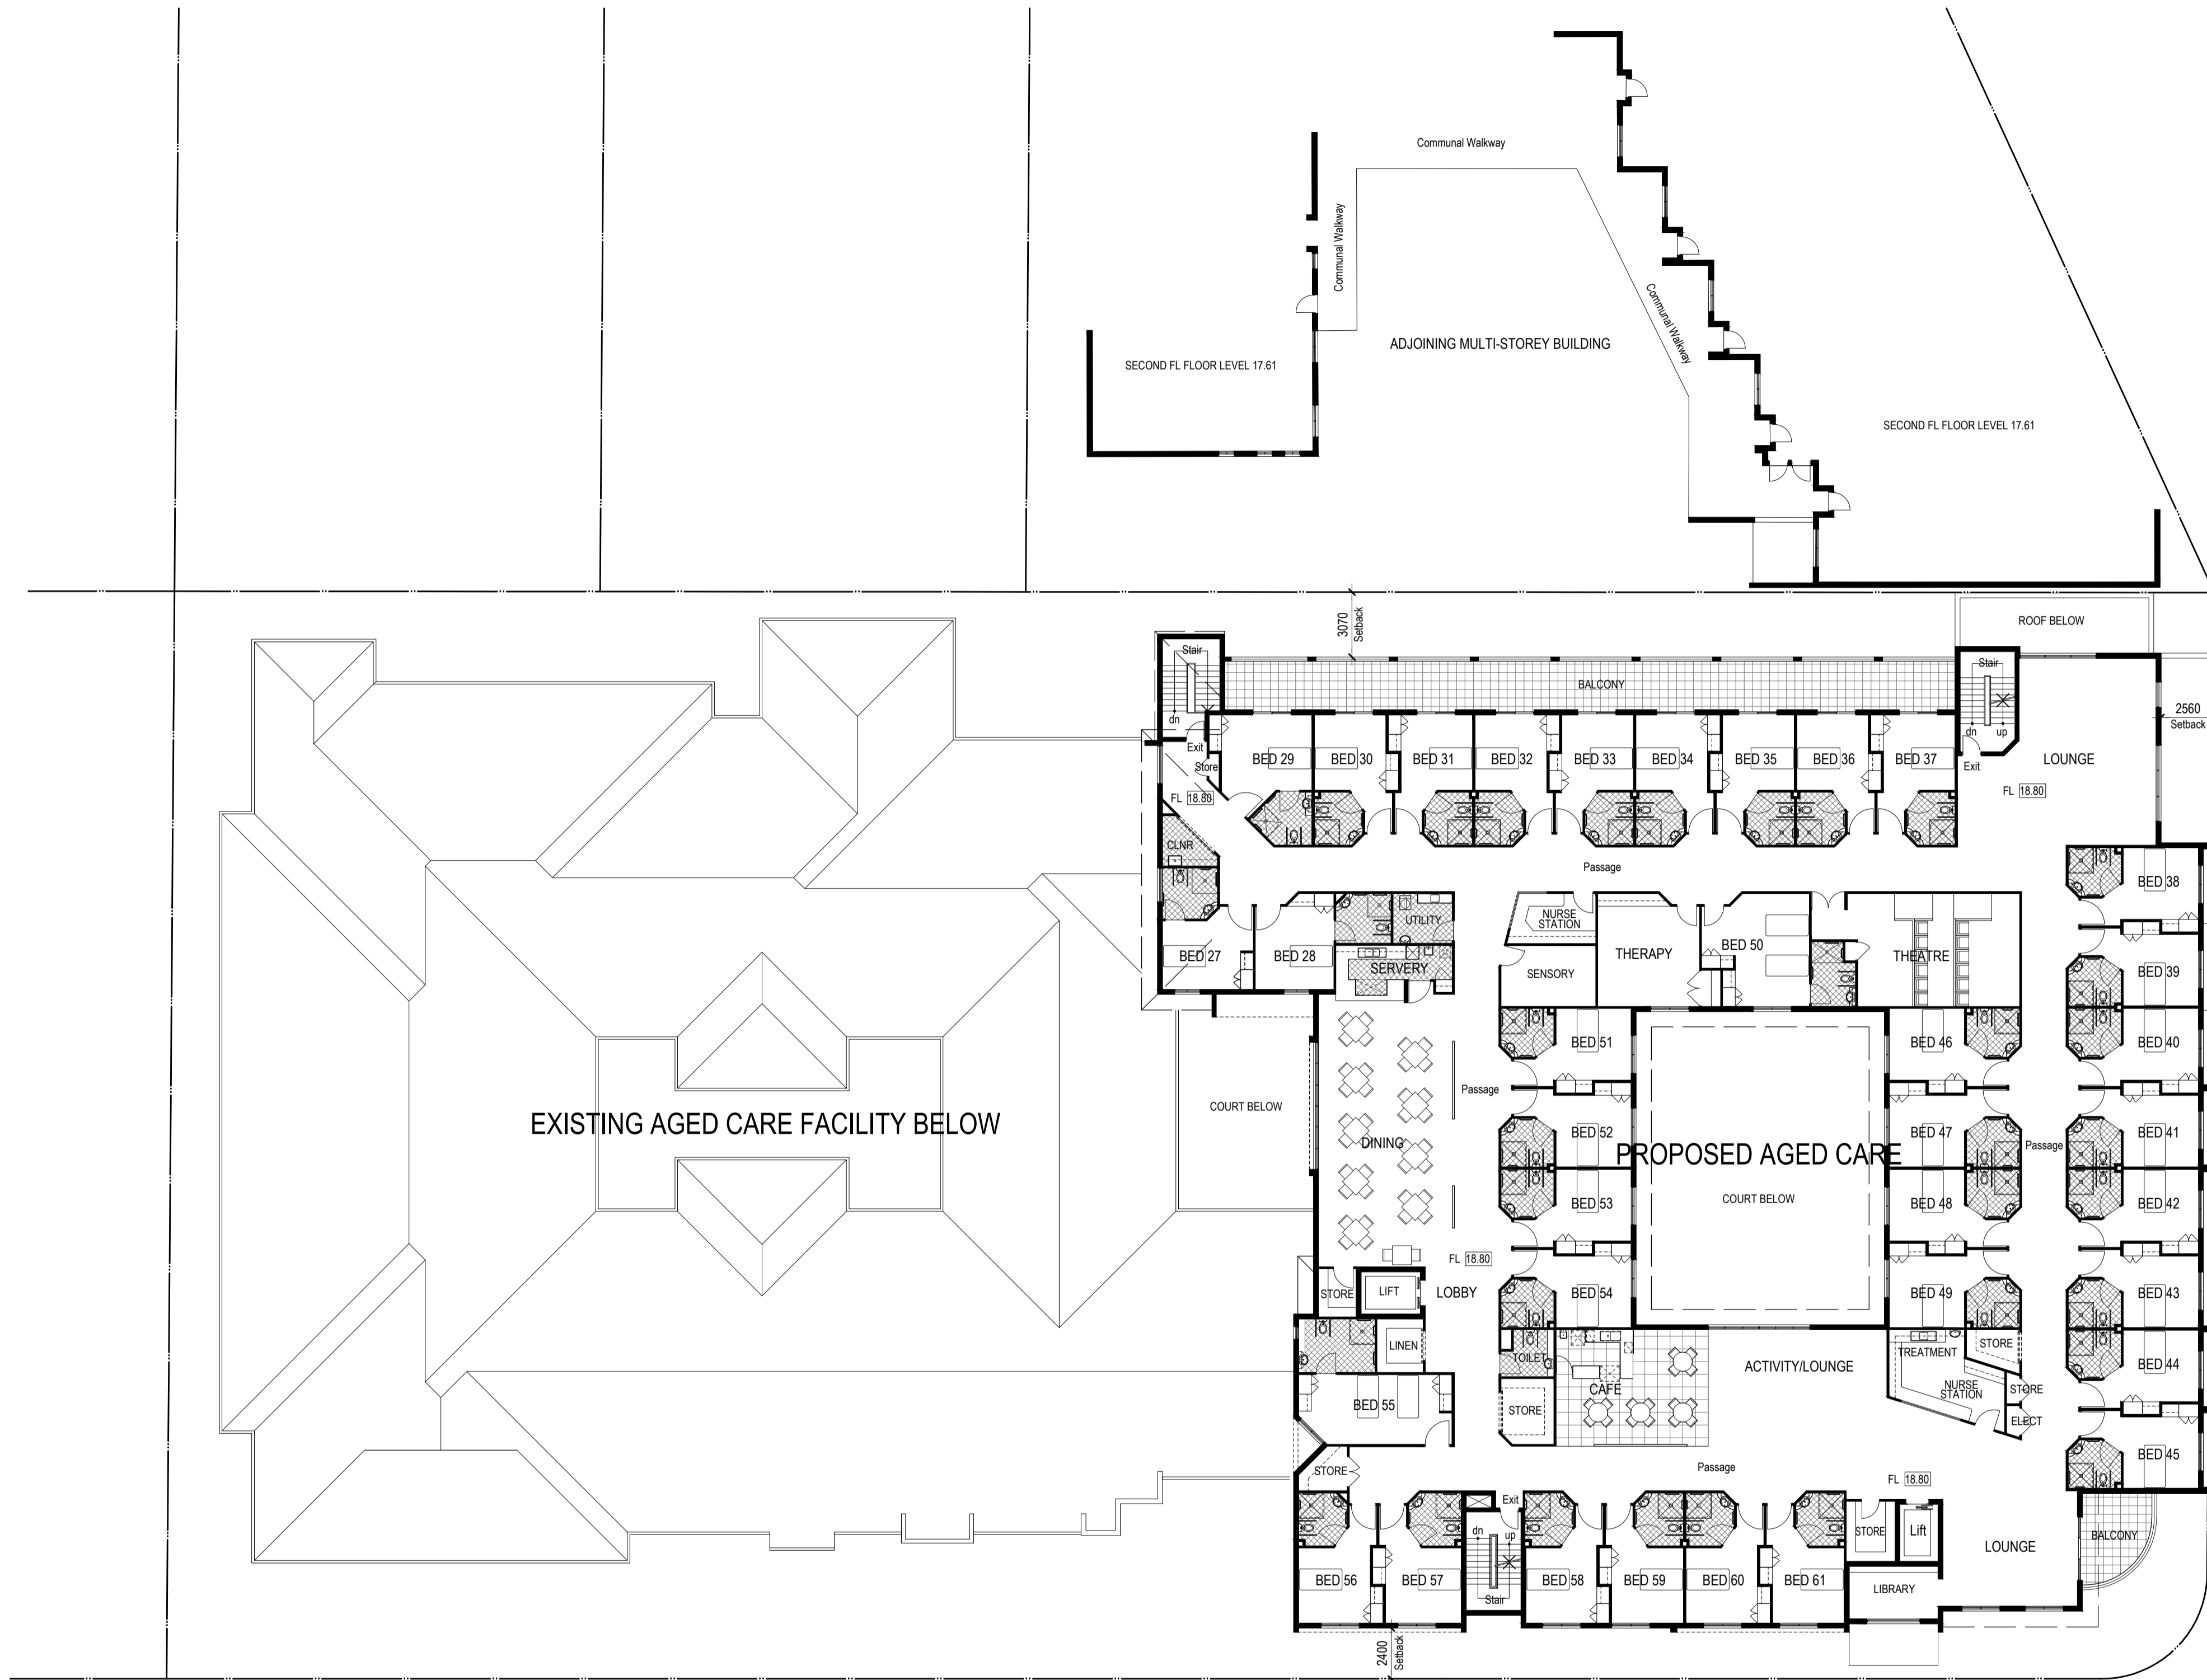 Communal Walkway
Communal Walkway
Communal Walkway
ADJOINING MULTI-STOREY BUILDING
SECOND FL FLOOR LEVEL 17.61
SECOND FL FLOOR LEVEL 17.61
3070
Setback
ROOF BELOW
Stair
dn
Exit
Store
FL 18.80
BALCONY
Stair
dn
up
Exit
2560
Setback
LOUNGE
FL 18.80
BED 29
BED 30
BED 31
BED 32
BED 33
BED 34
BED 35
BED 36
BED 37
CLNR
Passage
BED 38
NURSE
STATION
UTILITY
BED 27
BED 28
SERVERY
SENSORY
THERAPY
BED 50
THEATRE
BED 39
BED 51
BED 46
BED 40
COURT BELOW
Passage
EXISTING AGED CARE FACILITY BELOW
DINING
BED 52
PROPOSED AGED CARE
BED 47
Passage
BED 41
COURT BELOW
BED 53
BED 48
BED 42
FL 18.80
STORE
LIFT
LOBBY
BED 54
BED 49
BED 43
LINEN
TOILET
ACTIVITY/LOUNGE
TREATMENT
STORE
BED 44
CAFE
NURSE
STATION
STORE
BED 55
STORE
ELECT
BED 45
STORE
Passage
FL 18.80
Exit
dn
up
Stair
STORE
Lift
LOUNGE
BALCONY
BED 56
BED 57
BED 58
BED 59
BED 60
BED 61
LIBRARY
2400
Setback